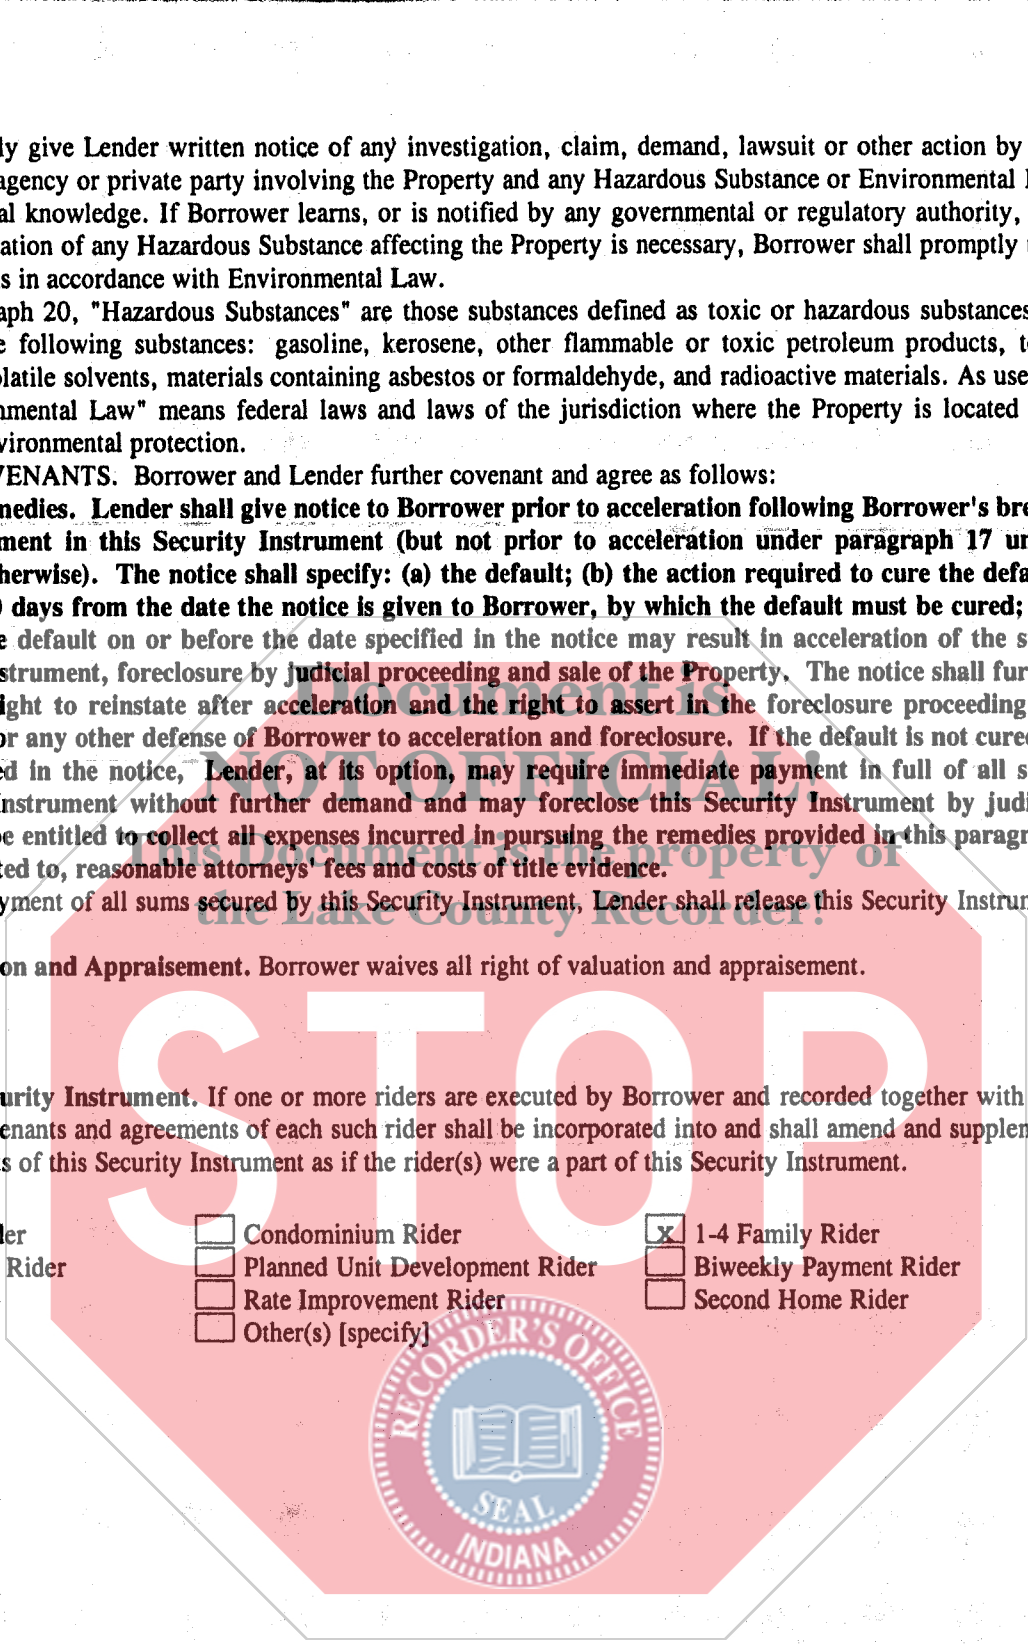 ly give Lender written notice of any investigation, claim, demand, lawsuit or other action by
agency or private party involving the Property and any Hazardous Substance or Environmental
al knowledge. If Borrower learns, or is notified by any governmental or regulatory authority,
ation of any Hazardous Substance affecting the Property is necessary, Borrower shall promptly
s in accordance with Environmental Law.
aph 20, "Hazardous Substances" are those substances defined as toxic or hazardous substances
e following substances: gasoline, kerosene, other flammable or toxic petroleum products, t
olatile solvents, materials containing asbestos or formaldehyde, and radioactive materials. As use
nmental Law" means federal laws and laws of the jurisdiction where the Property is located
vironmental protection.
VENANTS. Borrower and Lender further covenant and agree as follows:
nedies. Lender shall give notice to Borrower prior to acceleration following Borrower's bre
ment in this Security Instrument (but not prior to acceleration under paragraph 17 un
herwise). The notice shall specify: (a) the default; (b) the action required to cure the defa
days from the date the notice is given to Borrower, by which the default must be cured;
e default on or before the date specified in the notice may result in acceleration of the s
strument, foreclosure by judicial proceeding and sale of the Property. The notice shall fur
ight to reinstate after acceleration and the right to assert in the foreclosure proceeding
or any other defense of Borrower to acceleration and foreclosure. If the default is not cured
ed in the notice, Lender, at its option, may require immediate payment in full of all s
Instrument without further demand and may foreclose this Security Instrument by judi
be entitled to collect all expenses incurred in pursuing the remedies provided in this paragr
ted to, reasonable attorneys' fees and costs of title evidence.
yment of all sums secured by this Security Instrument, Lender shall release this Security Instrum
on and Appraisement. Borrower waives all right of valuation and appraisement.
urity Instrument. If one or more riders are executed by Borrower and recorded together with
enants and agreements of each such rider shall be incorporated into and shall amend and supplem
s of this Security Instrument as if the rider(s) were a part of this Security Instrument.
der
Rider
Condominium Rider
Planned Unit Development Rider
Rate Improvement Rider
Other(s) [specify]
x 1-4 Family Rider
Biweekly Payment Rider
Second Home Rider
Document is
NOT OFFICIAL!
This Document is the property of
the Lake County Recorder!
STOP
RECORDER'S OFFICE
SEAL
INDIANA